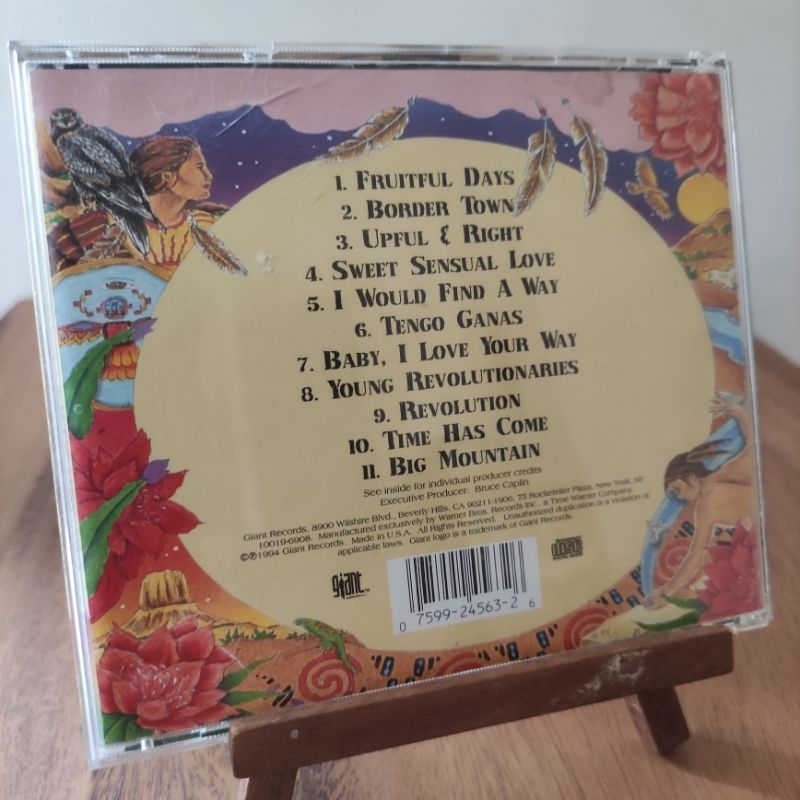 1. Fruitful Days
2. Border Town
3. Upful & Right
4. Sweet Sensual Love
5. I Would Find A Way
6. Tengo Ganas
7. Baby, I Love Your Way
8. Young Revolutionaries
9. Revolution
10. Time Has Come
11. Big Mountain
See inside for individual producer credits
Executive Producer: Bruce Caplin
Giant Records, 8900 Wilshire Blvd., Beverly Hills, CA 90211-1906; 75 Rockefeller Plaza, New York, NY
10019-6908. Manufactured exclusively by Warner Bros. Records Inc., a Time Warner Company.
©℗1994 Giant Records. Made in U.S.A. All Rights Reserved. Unauthorized duplication is a violation of
applicable laws. Giant logo is a trademark of Giant Records.
giant™
0 7599-24563-2 6